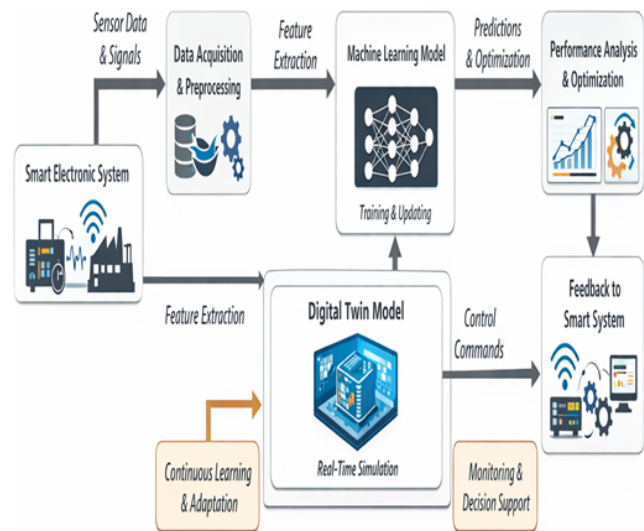 Sensor Data
& Signals
Data Acquisition
& Preprocessing
Feature
Extraction
Machine Learning Model
Training & Updating
Predictions
& Optimization
Performance Analysis
& Optimization
Smart Electronic System
Feature Extraction
Digital Twin Model
Real-Time Simulation
Control
Commands
Feedback to
Smart System
Continuous Learning
& Adaptation
Monitoring &
Decision Support